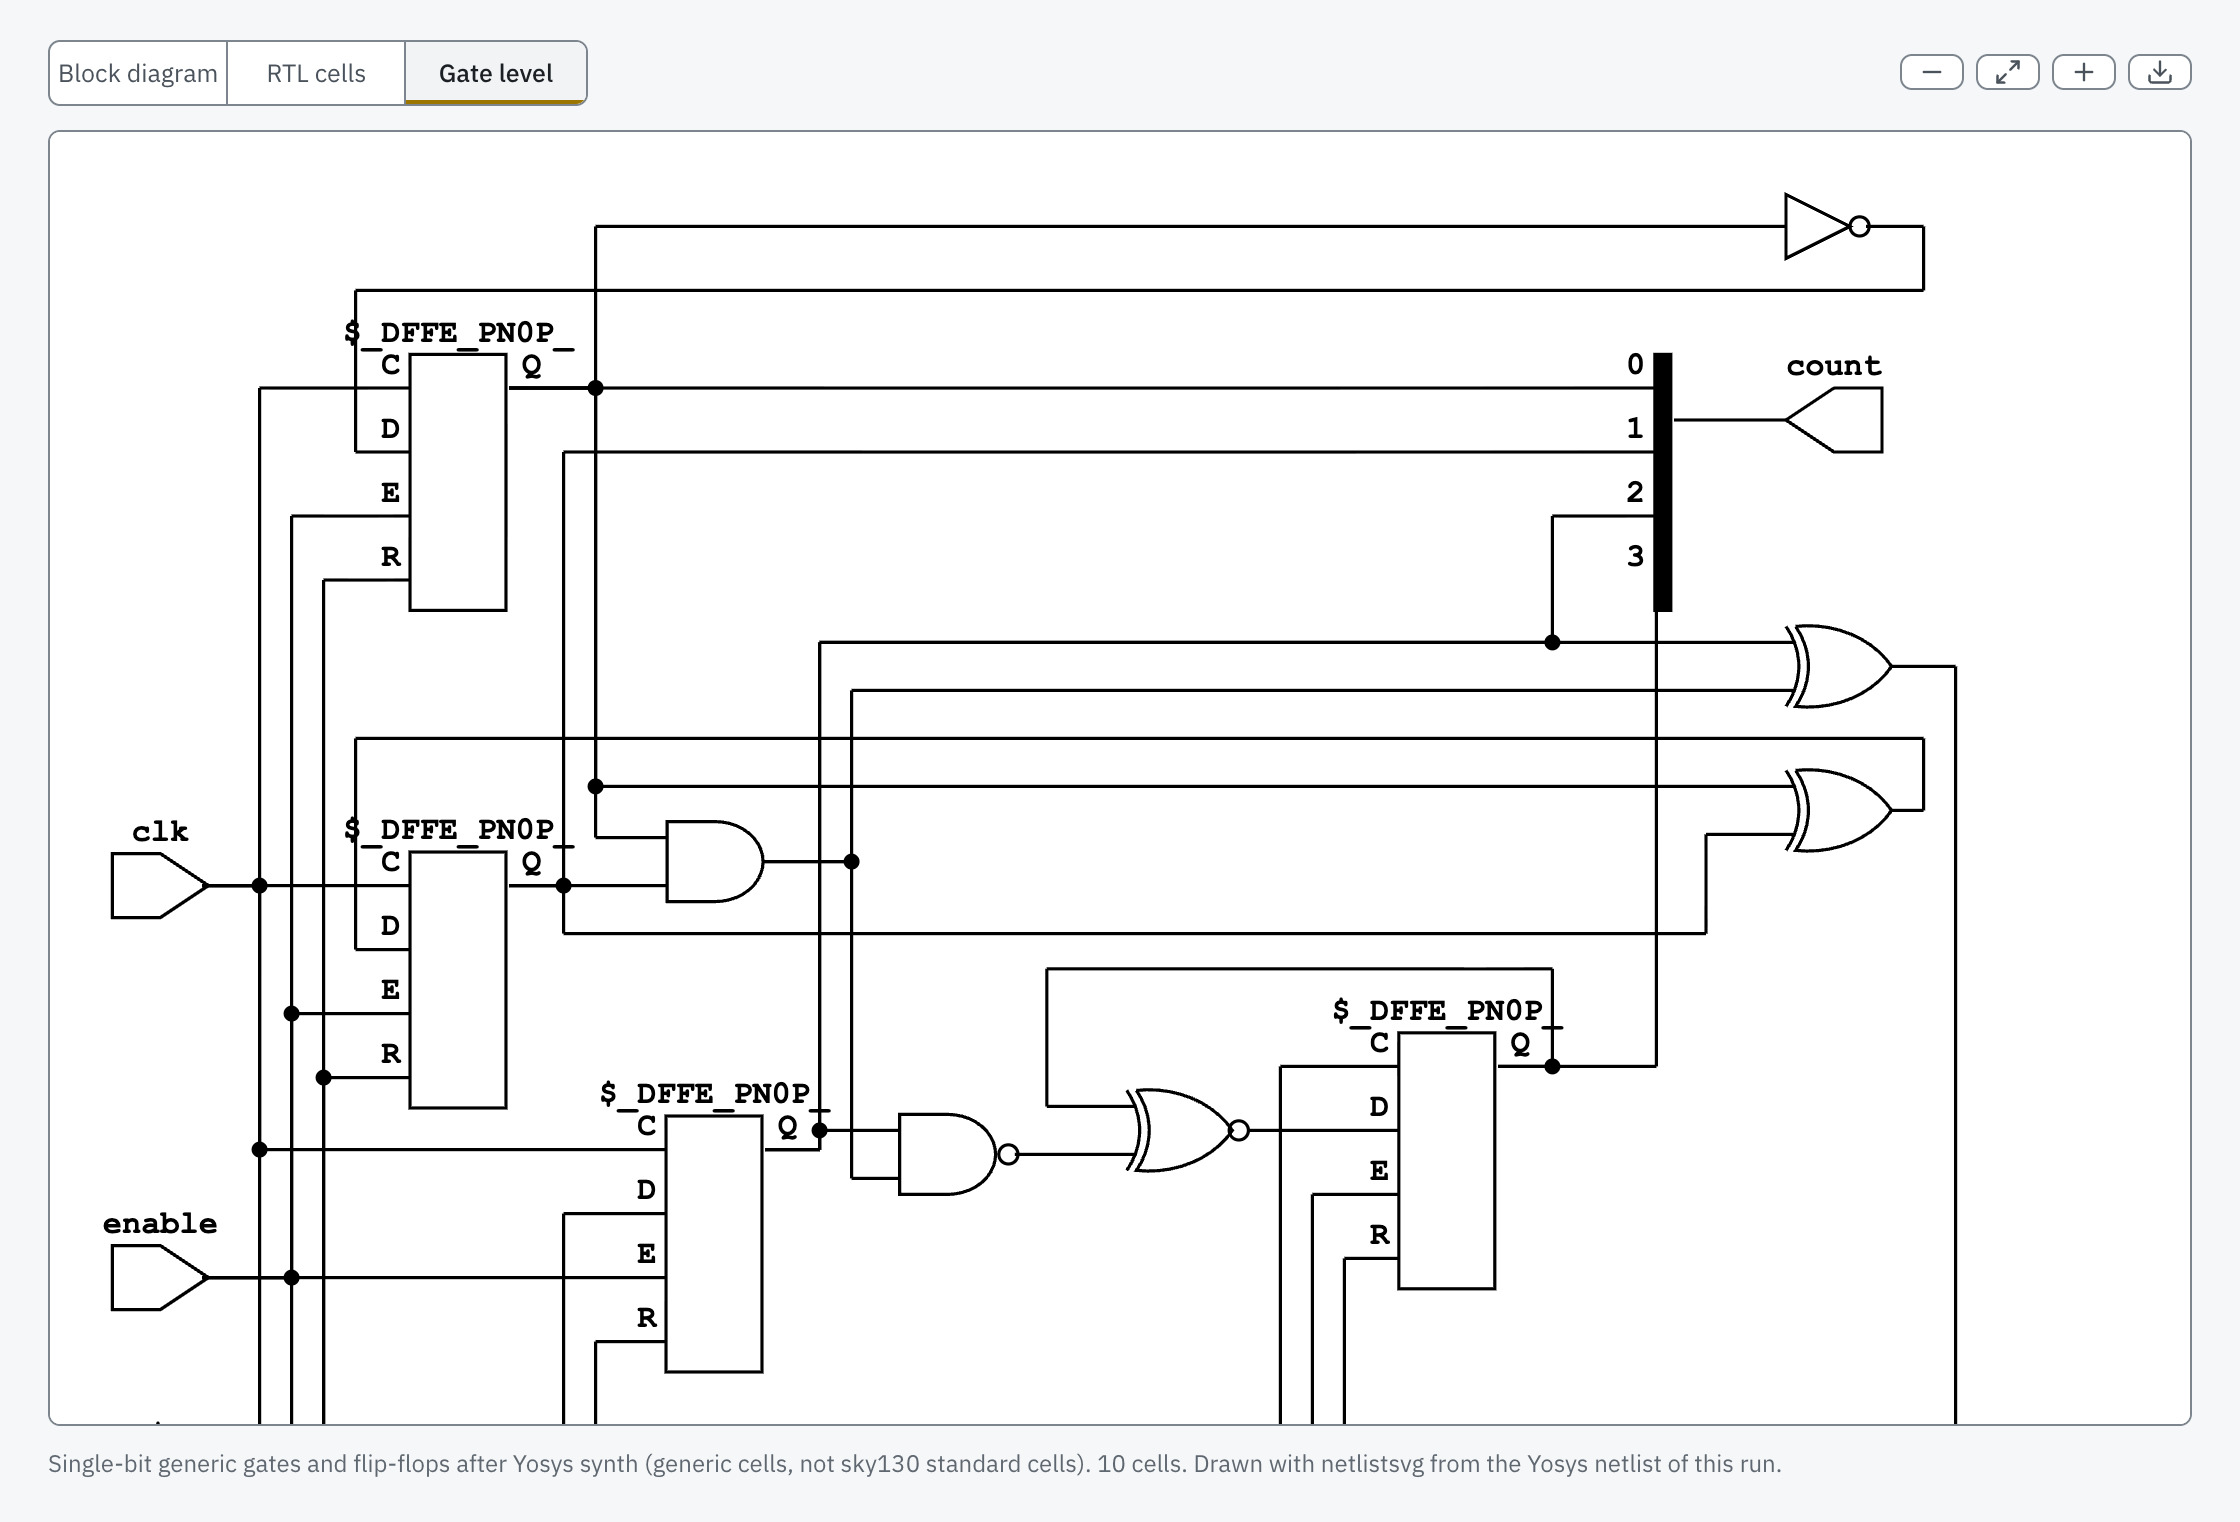 Block diagram
RTL cells
Gate level
$_DFFE_PN0P_
C
Q
D
E
R
0
1
2
3
count
clk
$_DFFE_PN0P_
C
Q
D
E
R
$_DFFE_PN0P_
C
Q
D
E
R
$_DFFE_PN0P_
C
Q
D
E
R
enable
Single-bit generic gates and flip-flops after Yosys synth (generic cells, not sky130 standard cells). 10 cells. Drawn with netlistsvg from the Yosys netlist of this run.